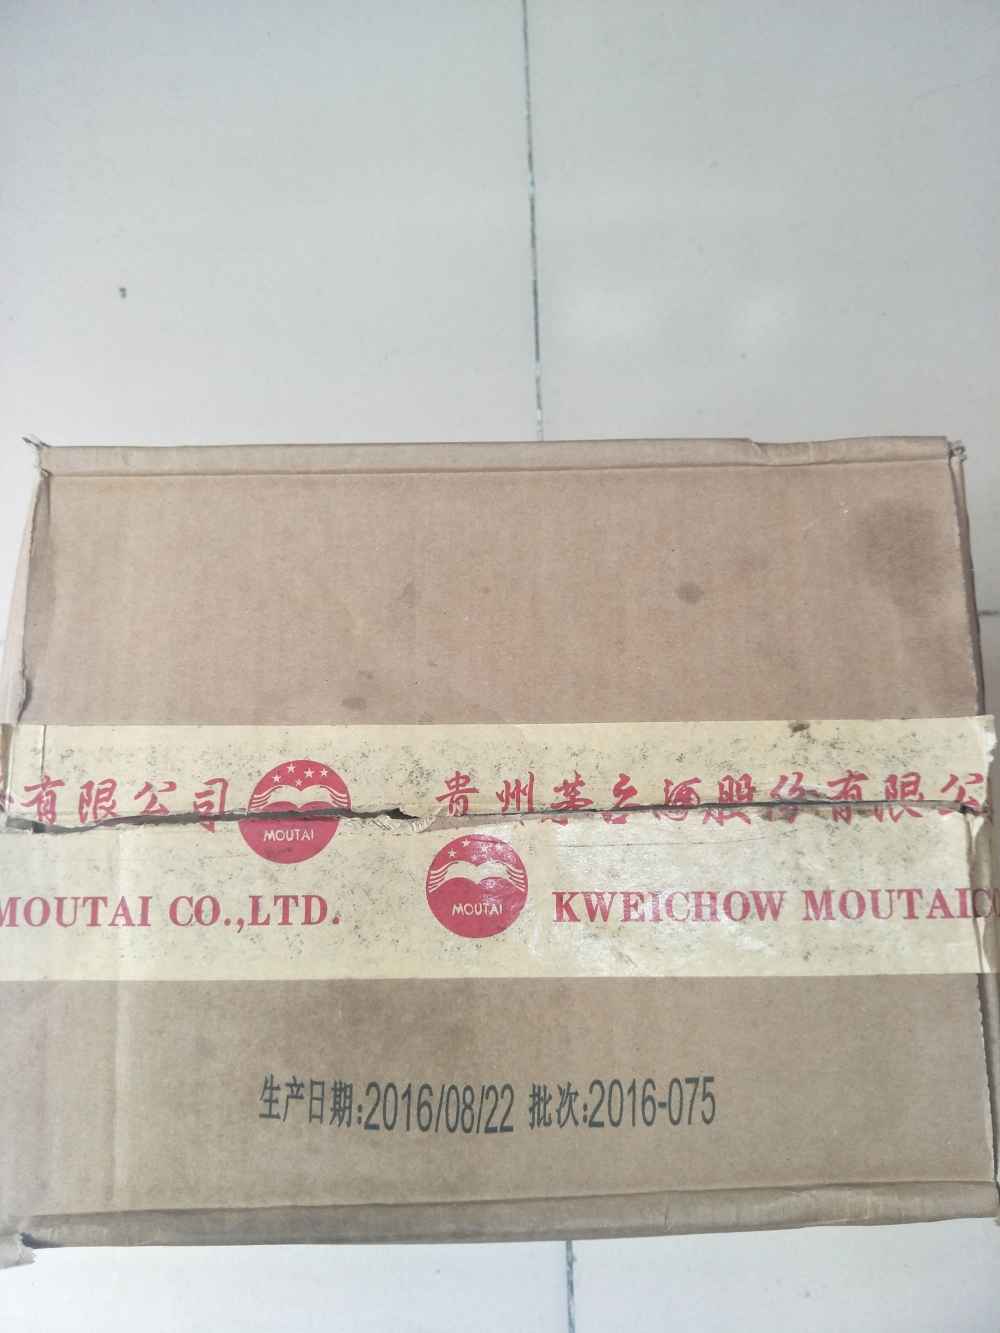 有限公司
MOUTAI
贵州茅台酒股份有限公
MOUTAI CO.,LTD.
MOUTAI
KWEICHOW MOUTAI
生产日期:2016/08/22 批次:2016-075